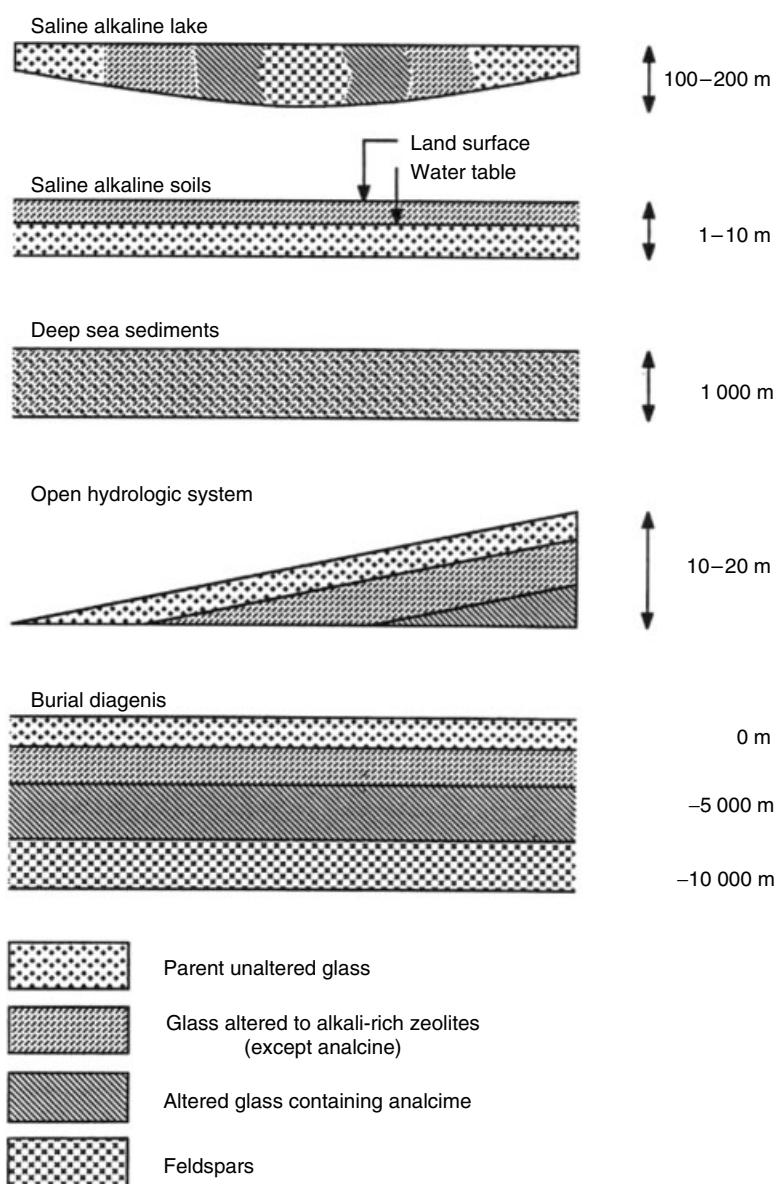 Saline alkaline lake
100–200 m
Land surface
Water table
Saline alkaline soils
1–10 m
Deep sea sediments
1 000 m
Open hydrologic system
10–20 m
Burial diagenis
0 m
–5 000 m
–10 000 m
Parent unaltered glass
Glass altered to alkali-rich zeolites
(except analcine)
Altered glass containing analcime
Feldspars